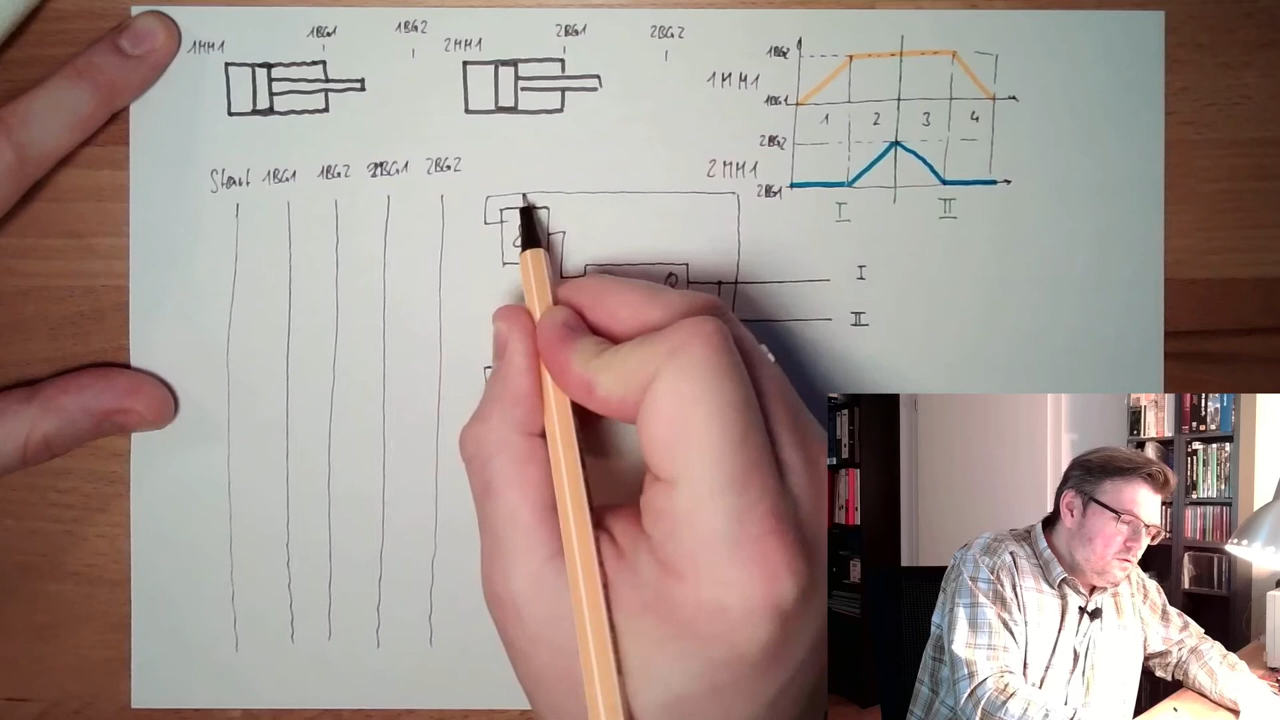 1MM1
1BG1
1BG2
2MM1
2BG1
2BG2
1MM1
1BG2
1BG1
1 2 3 4
2MM1
2BG2
2BG1
I II
Start 1BG1 1BG2 2BG1 2BG2
&
Q
I
II